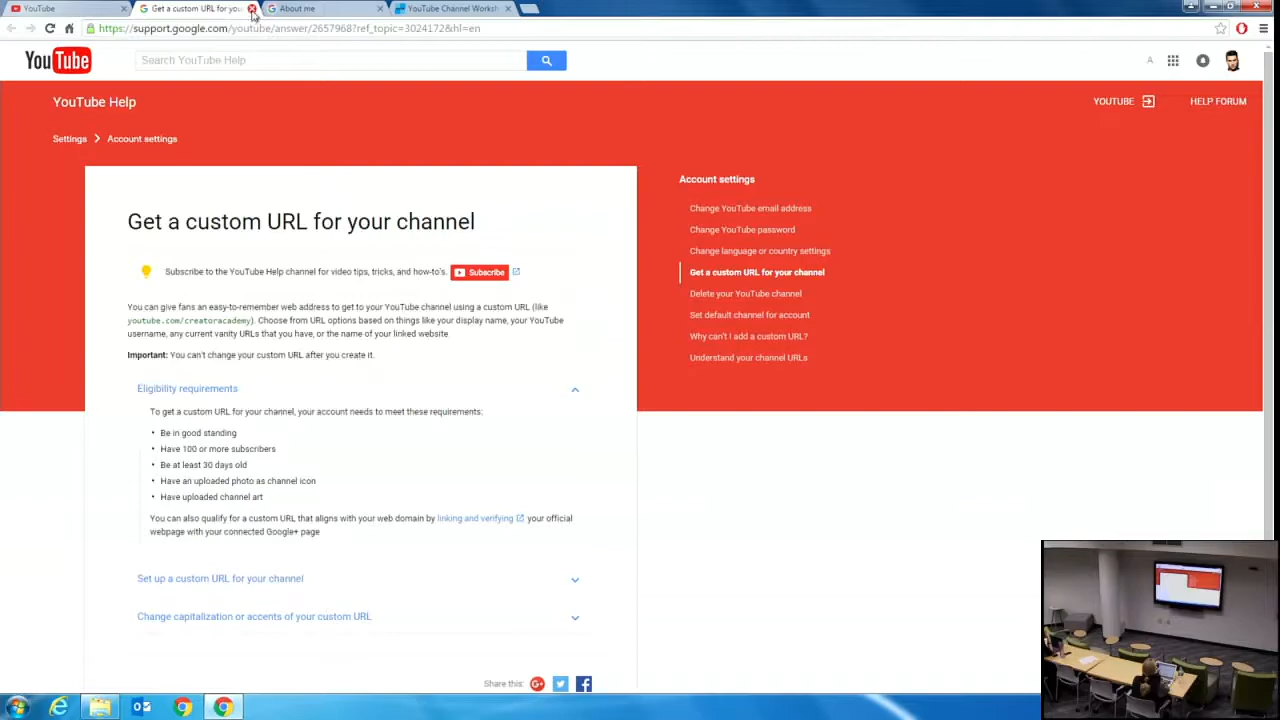 YouTube
Get a custom URL for you
About me
YouTube Channel Worksh
https://support.google.com/youtube/answer/2657968?ref_topic=3024172&hl=en
YouTube
Search YouTube Help
A
YouTube Help
YOUTUBE
HELP FORUM
Settings
Account settings
Get a custom URL for your channel
Subscribe to the YouTube Help channel for video tips, tricks, and how-to's.
Subscribe
You can give fans an easy-to-remember web address to get to your YouTube channel using a custom URL (like
youtube.com/creatoracademy). Choose from URL options based on things like your display name, your YouTube
username, any current vanity URLs that you have, or the name of your linked website.
Important: You can't change your custom URL after you create it.
Eligibility requirements
To get a custom URL for your channel, your account needs to meet these requirements:
• Be in good standing
• Have 100 or more subscribers
• Be at least 30 days old
• Have an uploaded photo as channel icon
• Have uploaded channel art
You can also qualify for a custom URL that aligns with your web domain by linking and verifying your official
webpage with your connected Google+ page
Set up a custom URL for your channel
Change capitalization or accents of your custom URL
Share this:
Account settings
Change YouTube email address
Change YouTube password
Change language or country settings
Get a custom URL for your channel
Delete your YouTube channel
Set default channel for account
Why can't I add a custom URL?
Understand your channel URLs